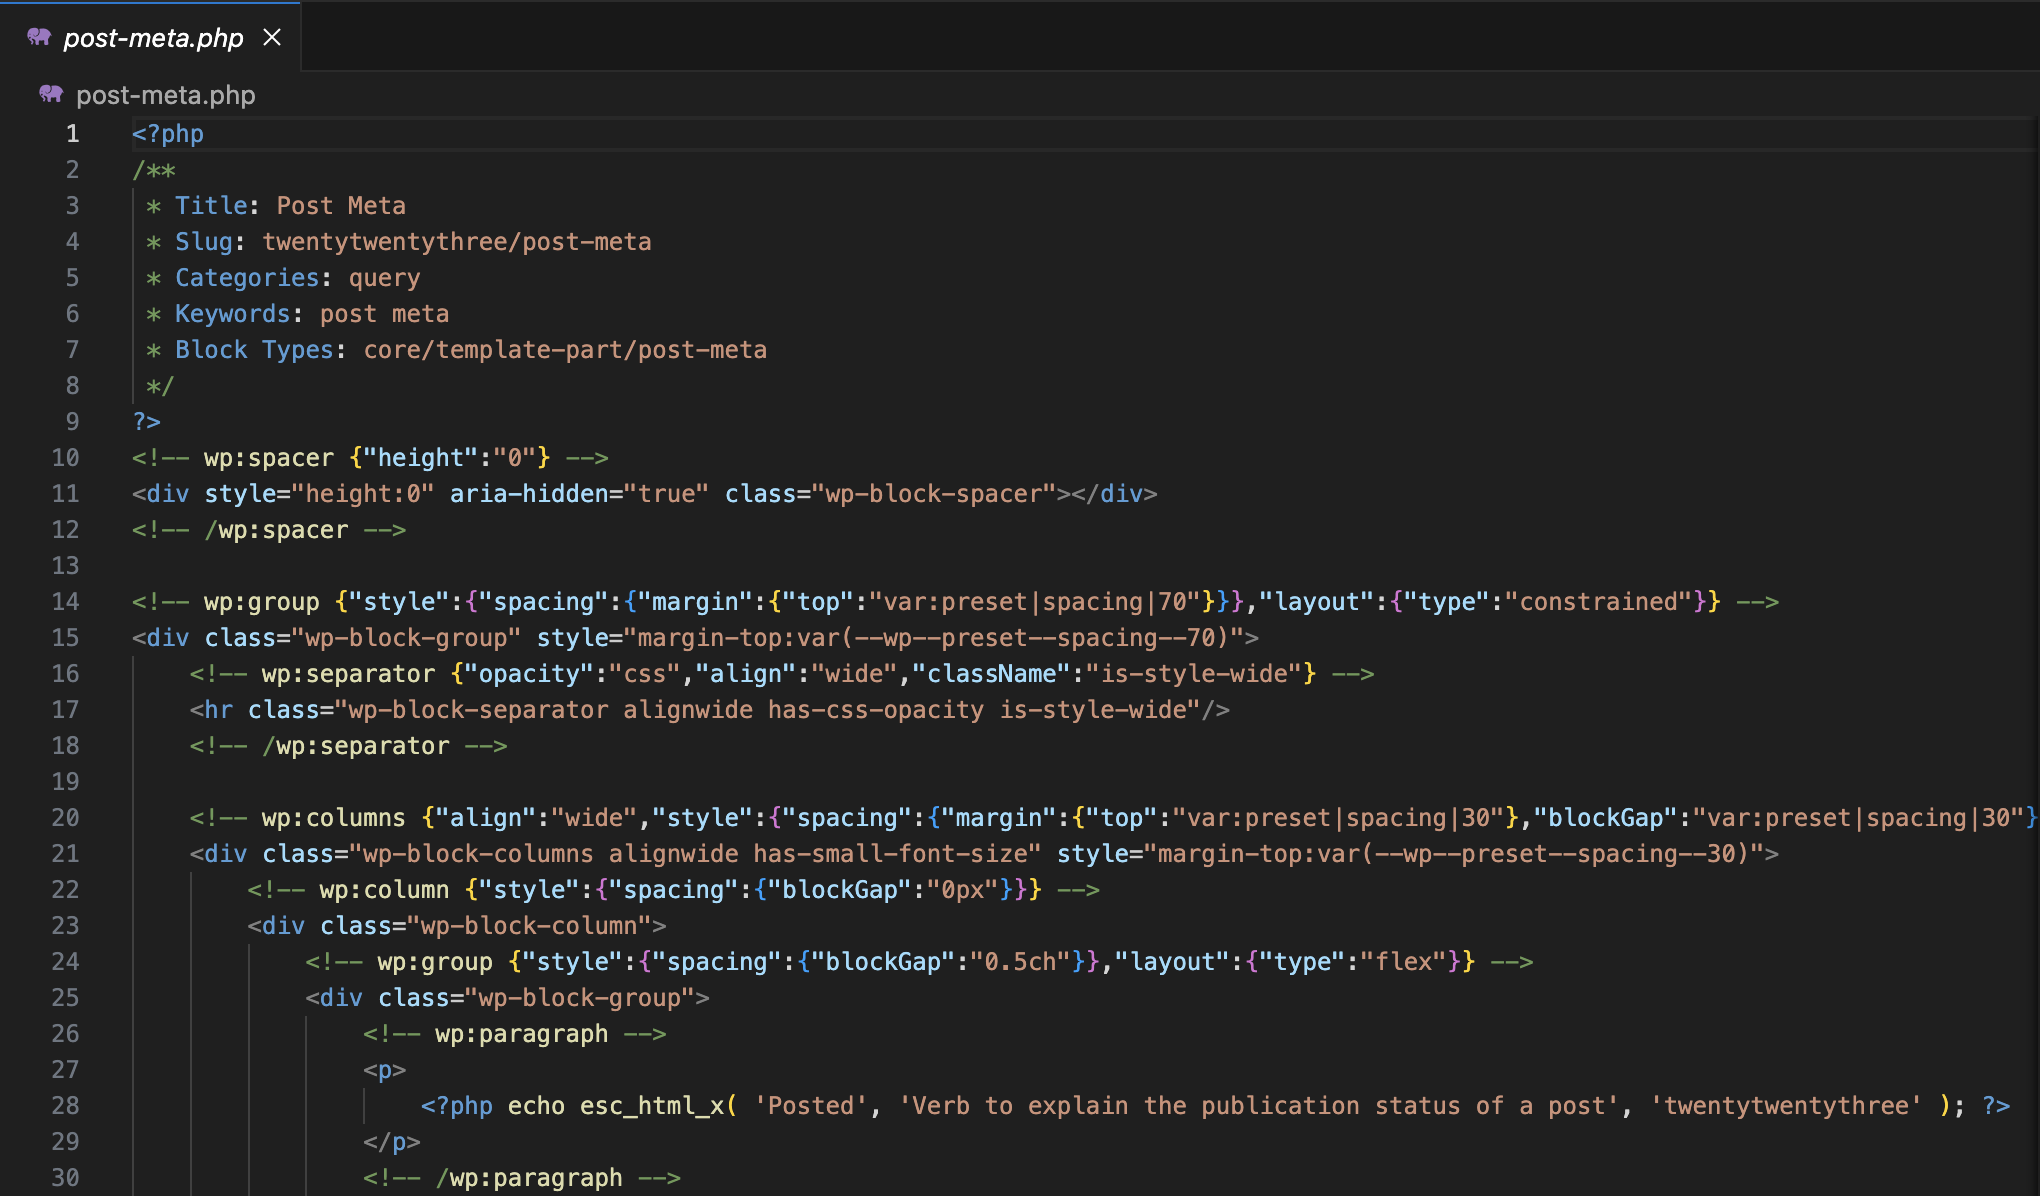 post-meta.php
post-meta.php
1 <?php
2 /**
3  * Title: Post Meta
4  * Slug: twentytwentythree/post-meta
5  * Categories: query
6  * Keywords: post meta
7  * Block Types: core/template-part/post-meta
8  */
9 ?>
10 <!-- wp:spacer {"height":"0"} -->
11 <div style="height:0" aria-hidden="true" class="wp-block-spacer"></div>
12 <!-- /wp:spacer -->
13
14 <!-- wp:group {"style":{"spacing":{"margin":{"top":"var:preset|spacing|70"}}},"layout":{"type":"constrained"}} -->
15 <div class="wp-block-group" style="margin-top:var(--wp--preset--spacing--70)">
16     <!-- wp:separator {"opacity":"css","align":"wide","className":"is-style-wide"} -->
17     <hr class="wp-block-separator alignwide has-css-opacity is-style-wide"/>
18     <!-- /wp:separator -->
19
20     <!-- wp:columns {"align":"wide","style":{"spacing":{"margin":{"top":"var:preset|spacing|30"},"blockGap":"var:preset|spacing|30"}
21     <div class="wp-block-columns alignwide has-small-font-size" style="margin-top:var(--wp--preset--spacing--30)">
22         <!-- wp:column {"style":{"spacing":{"blockGap":"0px"}}} -->
23         <div class="wp-block-column">
24             <!-- wp:group {"style":{"spacing":{"blockGap":"0.5ch"}},"layout":{"type":"flex"}} -->
25             <div class="wp-block-group">
26                 <!-- wp:paragraph -->
27                 <p>
28                     <?php echo esc_html_x( 'Posted', 'Verb to explain the publication status of a post', 'twentytwentythree' ); ?>
29                 </p>
30                 <!-- /wp:paragraph -->